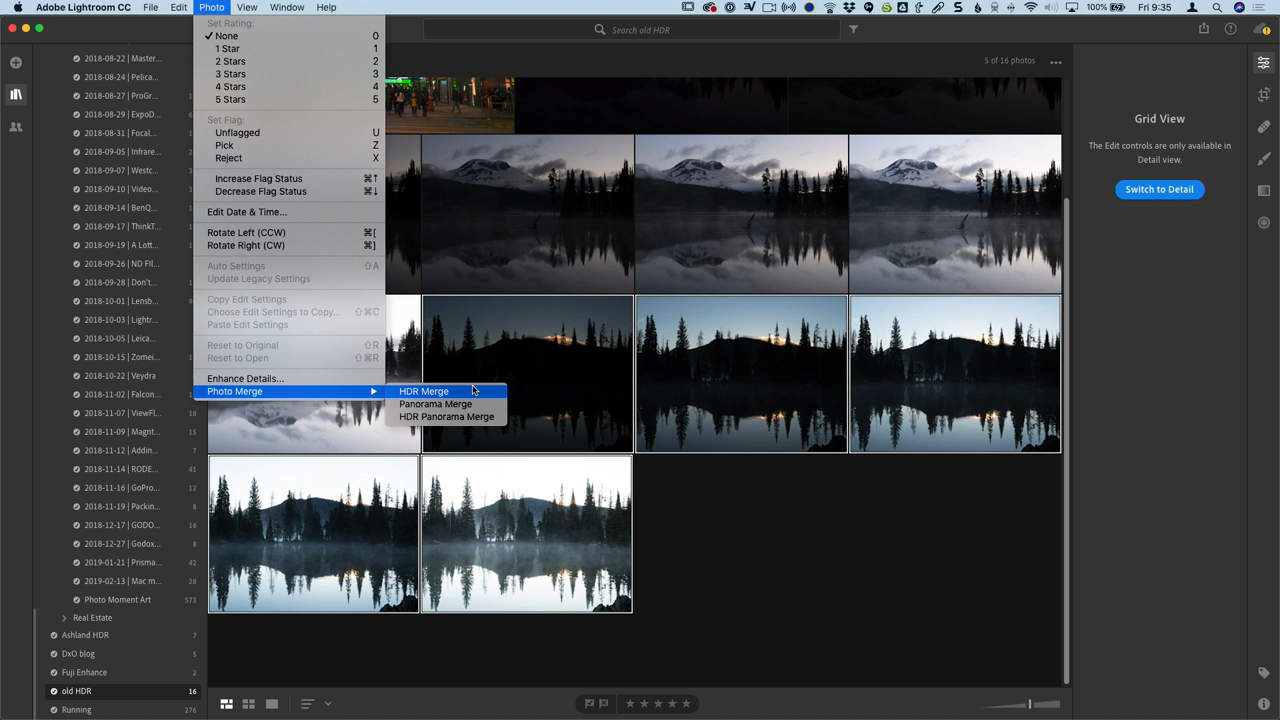 Adobe Lightroom CC File Edit Photo View Window Help
100% Fri 9:35
Search old HDR
5 of 16 photos
Set Rating:
✓ None 0
1 Star 1
2 Stars 2
3 Stars 3
4 Stars 4
5 Stars 5
Set Flag:
Unflagged U
Pick Z
Reject X
Increase Flag Status ⌘↑
Decrease Flag Status ⌘↓
Edit Date & Time...
Rotate Left (CCW) ⌘[
Rotate Right (CW) ⌘]
Auto Settings ⇧A
Update Legacy Settings
Copy Edit Settings
Choose Edit Settings to Copy... ⇧⌘C
Paste Edit Settings
Reset to Original ⇧R
Reset to Open ⇧⌘R
Enhance Details...
Photo Merge
HDR Merge
Panorama Merge
HDR Panorama Merge
2018-08-22 | Master...
2018-08-24 | Pelica...
2018-08-27 | ProGr...
2018-08-29 | ExpoD...
2018-08-31 | Focal...
2018-09-05 | Infrare...
2018-09-07 | Westc...
2018-09-10 | Video...
2018-09-14 | BenQ...
2018-09-17 | ThinkT...
2018-09-19 | A Lott...
2018-09-26 | ND FIl...
2018-09-28 | Don't...
2018-10-01 | Lensb...
2018-10-03 | Lightr...
2018-10-05 | Leica...
2018-10-15 | Zomei...
2018-10-22 | Veydra
2018-11-02 | Falcon...
2018-11-07 | ViewFl...
2018-11-09 | Magnt...
2018-11-12 | Addin... 7
2018-11-14 | RODE... 41
2018-11-16 | GoPro...
2018-11-19 | Packin... 8
2018-12-17 | GODO... 16
2018-12-27 | Godox... 8
2019-01-21 | Prisma... 42
2019-02-13 | Mac m... 28
Photo Moment Art 573
Real Estate
Ashland HDR 7
DxO blog 5
Fuji Enhance 2
old HDR 16
Running 276
Grid View
The Edit controls are only available in
Detail view.
Switch to Detail